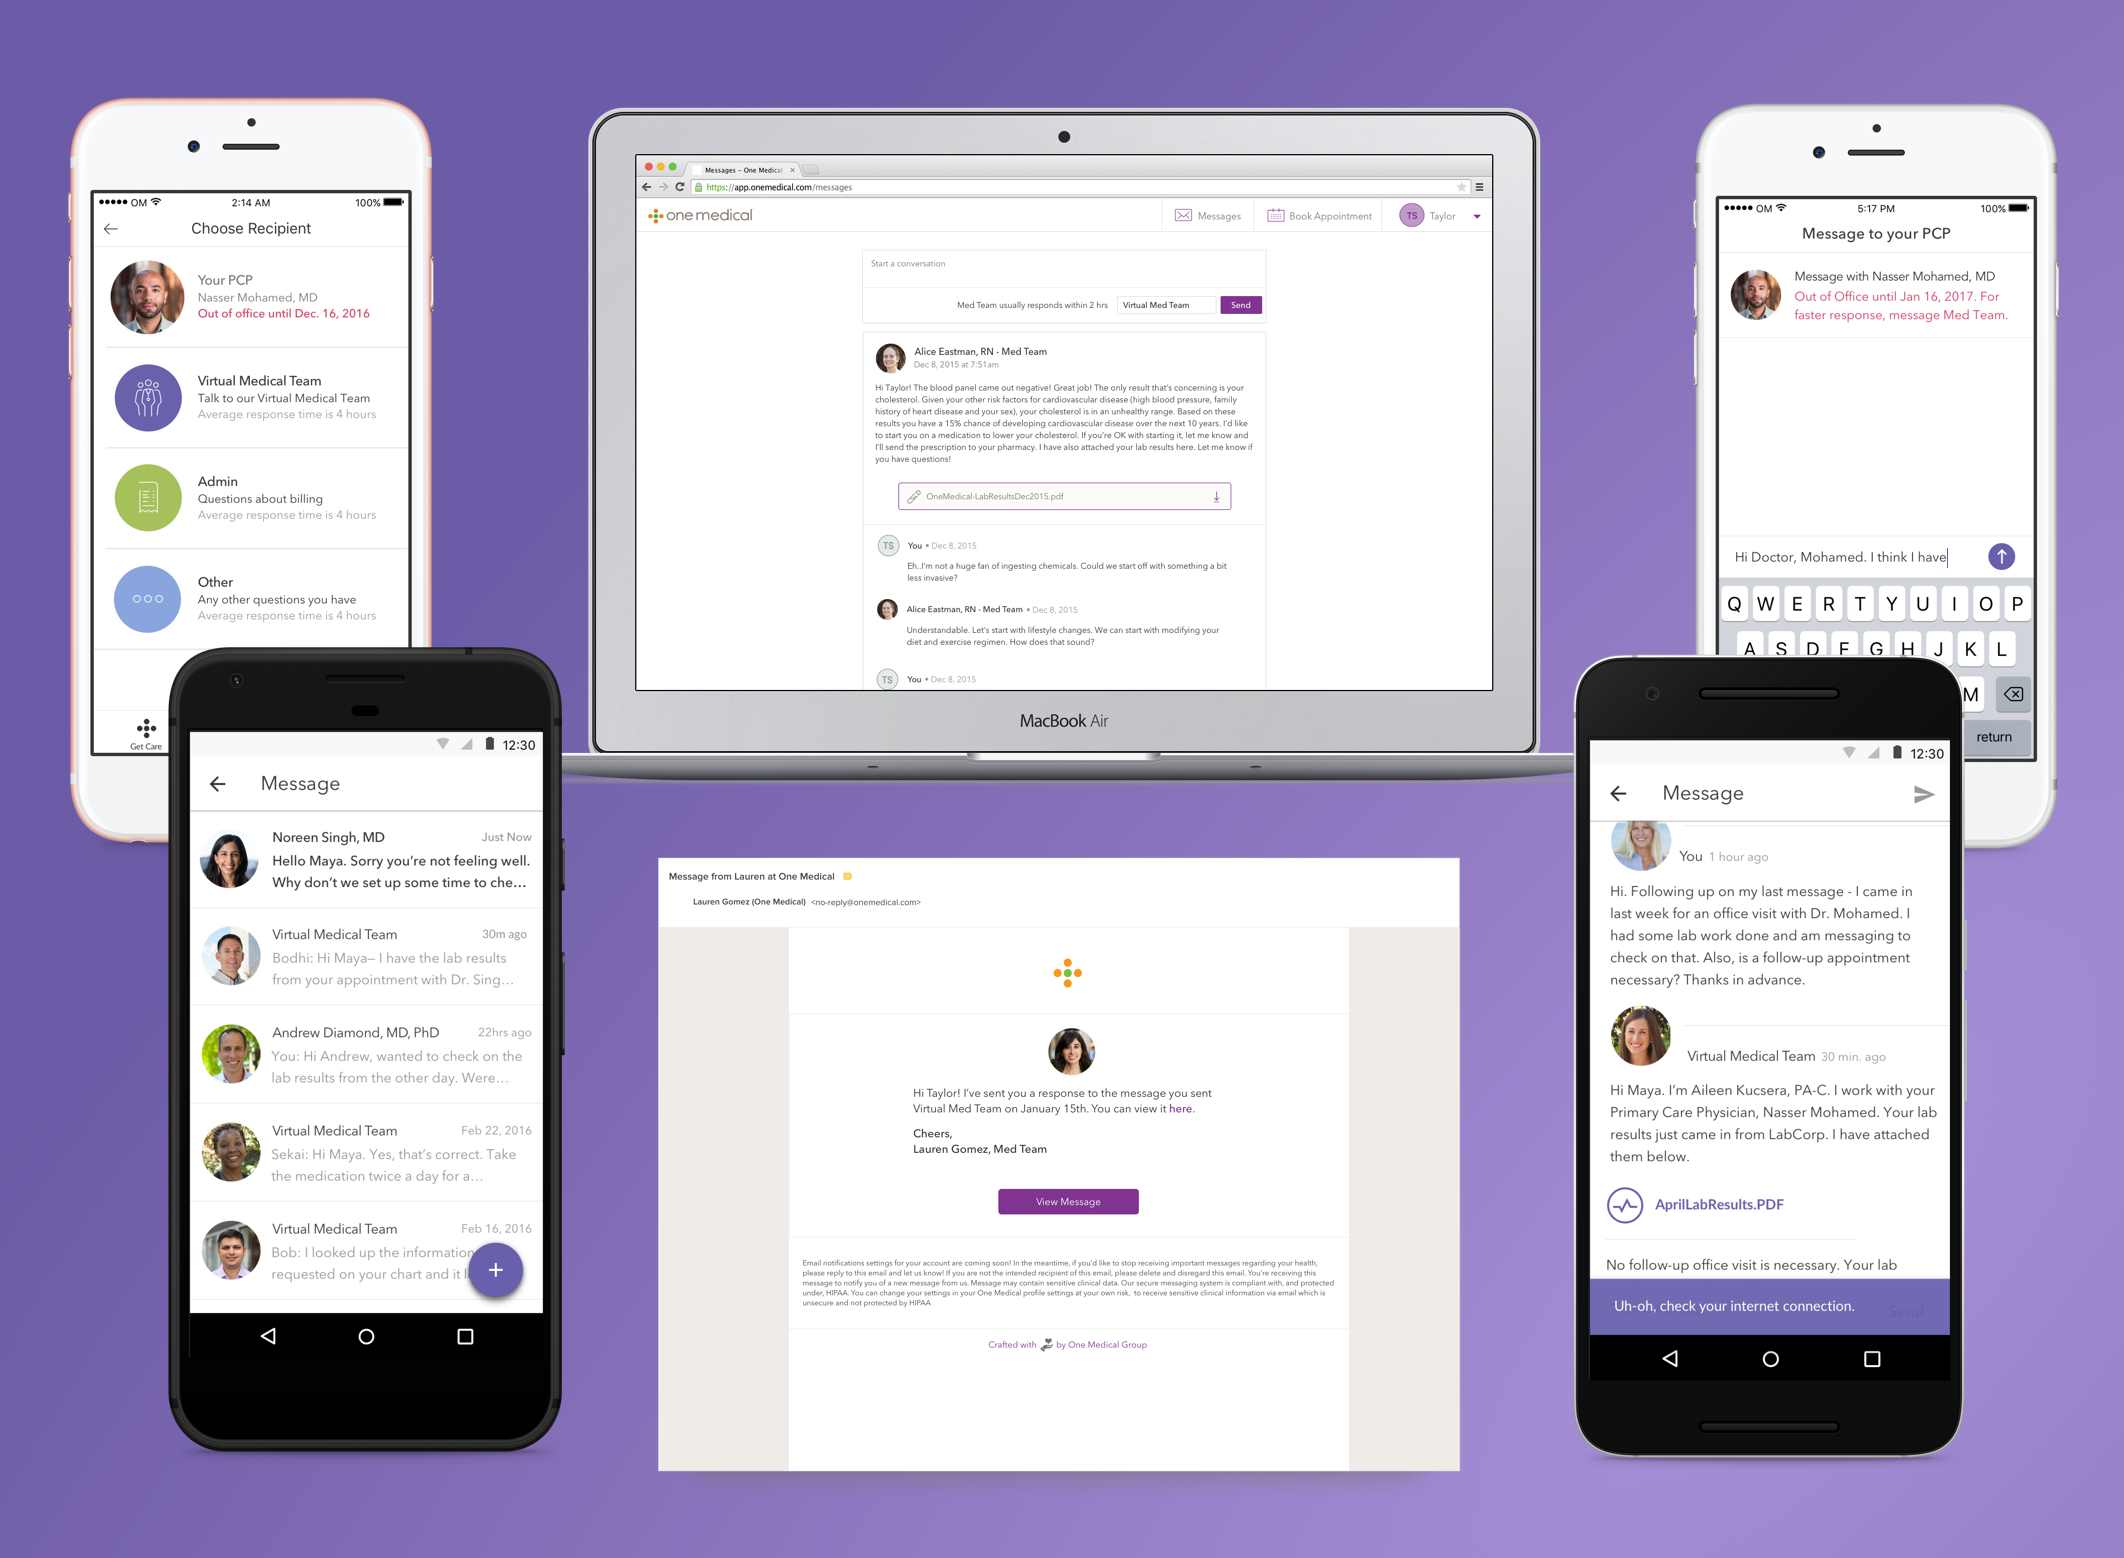 OM
2:14 AM
100%
Choose Recipient
Your PCP
Nasser Mohamed, MD
Out of office until Dec. 16, 2016
Virtual Medical Team
Talk to our Virtual Medical Team
Average response time is 4 hours
Admin
Questions about billing
Average response time is 4 hours
Other
Any other questions you have
Average response time is 4 hours
Get Care
Messages – One Medical
https://app.onemedical.com/messages
one medical
Messages
Book Appointment
TS
Taylor
Start a conversation
Med Team usually responds within 2 hrs
Virtual Med Team
Send
Alice Eastman, RN - Med Team
Dec 8, 2015 at 7:51am
Hi Taylor! The blood panel came out negative! Great job! The only result that's concerning is your
cholesterol. Given your other risk factors for cardiovascular disease (high blood pressure, family
history of heart disease and your sex), your cholesterol is in an unhealthy range. Based on these
results you have a 15% chance of developing cardiovascular disease over the next 10 years. I'd like
to start you on a medication to lower your cholesterol. If you're OK with starting it, let me know and
I'll send the prescription to your pharmacy. I have also attached your lab results here. Let me know if
you have questions!
OneMedical-LabResultsDec2015.pdf
TS
You • Dec 8, 2015
Eh..I'm not a huge fan of ingesting chemicals. Could we start off with something a bit
less invasive?
Alice Eastman, RN - Med Team • Dec 8, 2015
Understandable. Let's start with lifestyle changes. We can start with modifying your
diet and exercise regimen. How does that sound?
TS
You • Dec 8, 2015
MacBook Air
OM
5:17 PM
100%
Message to your PCP
Message with Nasser Mohamed, MD
Out of Office until Jan 16, 2017. For
faster response, message Med Team.
Hi Doctor, Mohamed. I think I have
Q W E R T Y U I O P
A S D F G H J K L
M
return
12:30
Message
Noreen Singh, MD
Just Now
Hello Maya. Sorry you're not feeling well.
Why don't we set up some time to che...
Virtual Medical Team
30m ago
Bodhi: Hi Maya– I have the lab results
from your appointment with Dr. Sing...
Andrew Diamond, MD, PhD
22hrs ago
You: Hi Andrew, wanted to check on the
lab results from the other day. Were...
Virtual Medical Team
Feb 22, 2016
Sekai: Hi Maya. Yes, that's correct. Take
the medication twice a day for a...
Virtual Medical Team
Feb 16, 2016
Bob: I looked up the information
requested on your chart and it
Message from Lauren at One Medical
Lauren Gomez (One Medical) <no-reply@onemedical.com>
Hi Taylor! I've sent you a response to the message you sent
Virtual Med Team on January 15th. You can view it here.
Cheers,
Lauren Gomez, Med Team
View Message
Email notifications settings for your account are coming soon! In the meantime, if you'd like to stop receiving important messages regarding your health,
please reply to this email and let us know! If you are not the intended recipient of this email, please delete and disregard this email. You're receiving this
message to notify you of a new message from us. Message may contain sensitive clinical data. Our secure messaging system is compliant with, and protected
under, HIPAA. You can change your settings in your One Medical profile settings at your own risk, to receive sensitive clinical information via email which is
unsecure and not protected by HIPAA
Crafted with by One Medical Group
12:30
Message
You 1 hour ago
Hi. Following up on my last message - I came in
last week for an office visit with Dr. Mohamed. I
had some lab work done and am messaging to
check on that. Also, is a follow-up appointment
necessary? Thanks in advance.
Virtual Medical Team 30 min. ago
Hi Maya. I'm Aileen Kucsera, PA-C. I work with your
Primary Care Physician, Nasser Mohamed. Your lab
results just came in from LabCorp. I have attached
them below.
AprilLabResults.PDF
No follow-up office visit is necessary. Your lab
Uh-oh, check your internet connection.
Send